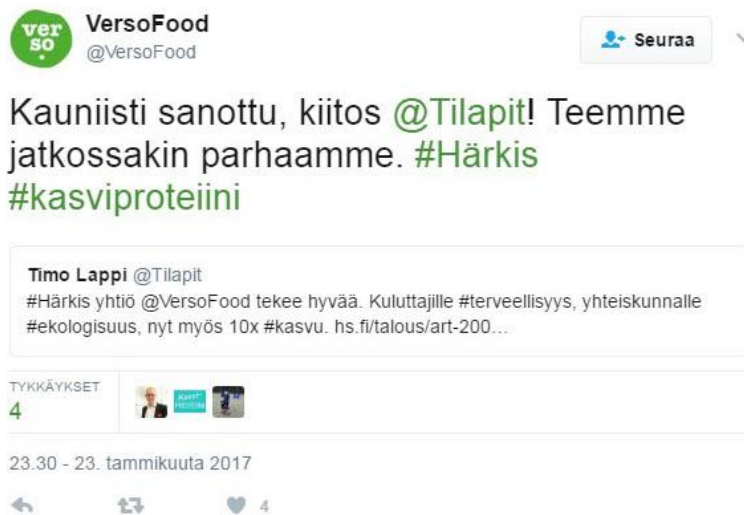 ver
so
VersoFood
@VersoFood
Seuraa
Kauniisti sanottu, kiitos @Tilapit! Teemme
jatkossakin parhaamme. #Härkis
#kasviproteiini
Timo Lappi @Tilapit
#Härkis yhtiö @VersoFood tekee hyvää. Kuluttajille #terveellisyys, yhteiskunnalle
#ekologisuus, nyt myös 10x #kasvu. hs.fi/talous/art-200...
TYKKÄYKSET
4
23.30 - 23. tammikuuta 2017
4